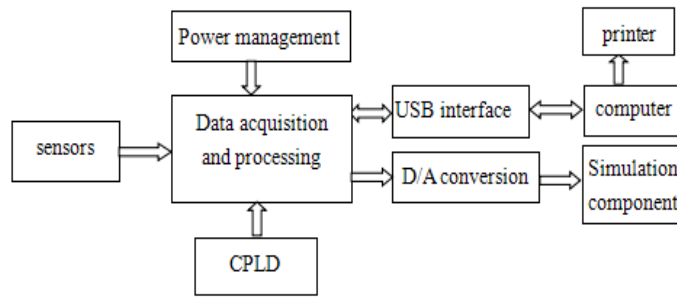 Power management
printer
Data acquisition
and processing
USB interface
computer
sensors
D/A conversion
Simulation
component
CPLD